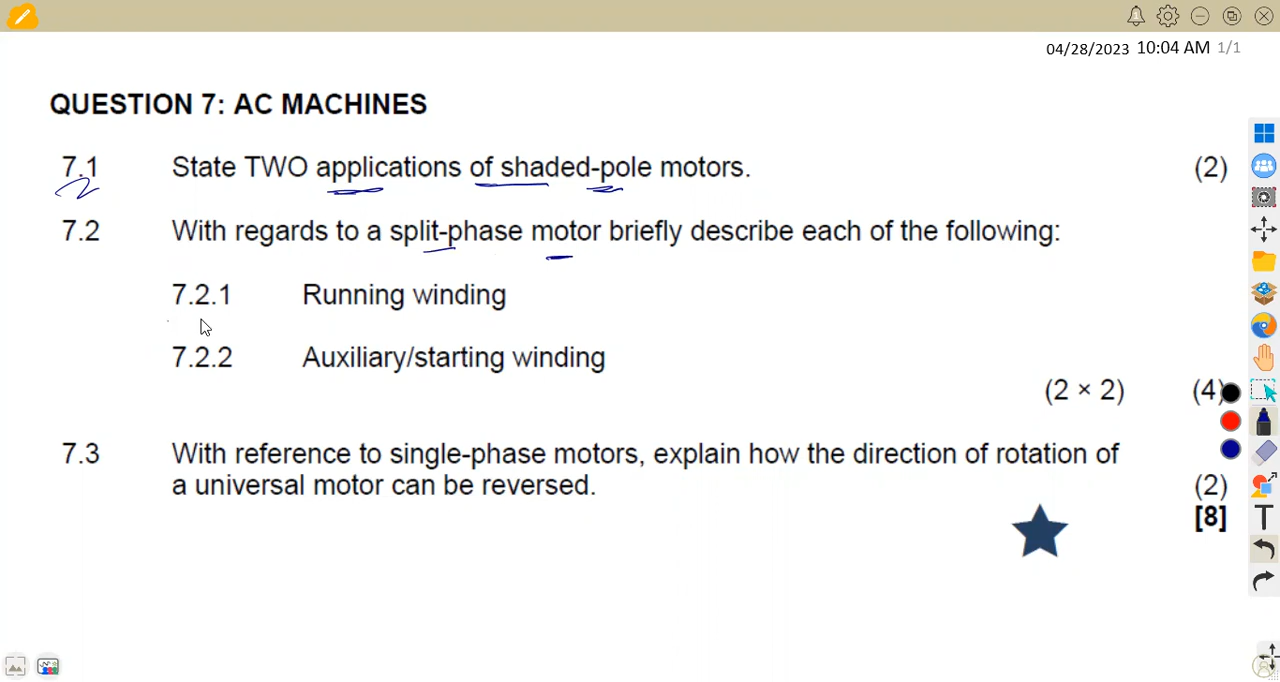 04/28/2023 10:04 AM 1/1
QUESTION 7: AC MACHINES
7.1 State TWO applications of shaded-pole motors. (2)
7.2 With regards to a split-phase motor briefly describe each of the following:
7.2.1 Running winding
7.2.2 Auxiliary/starting winding
(2 × 2) (4)
7.3 With reference to single-phase motors, explain how the direction of rotation of
a universal motor can be reversed. (2)
[8]